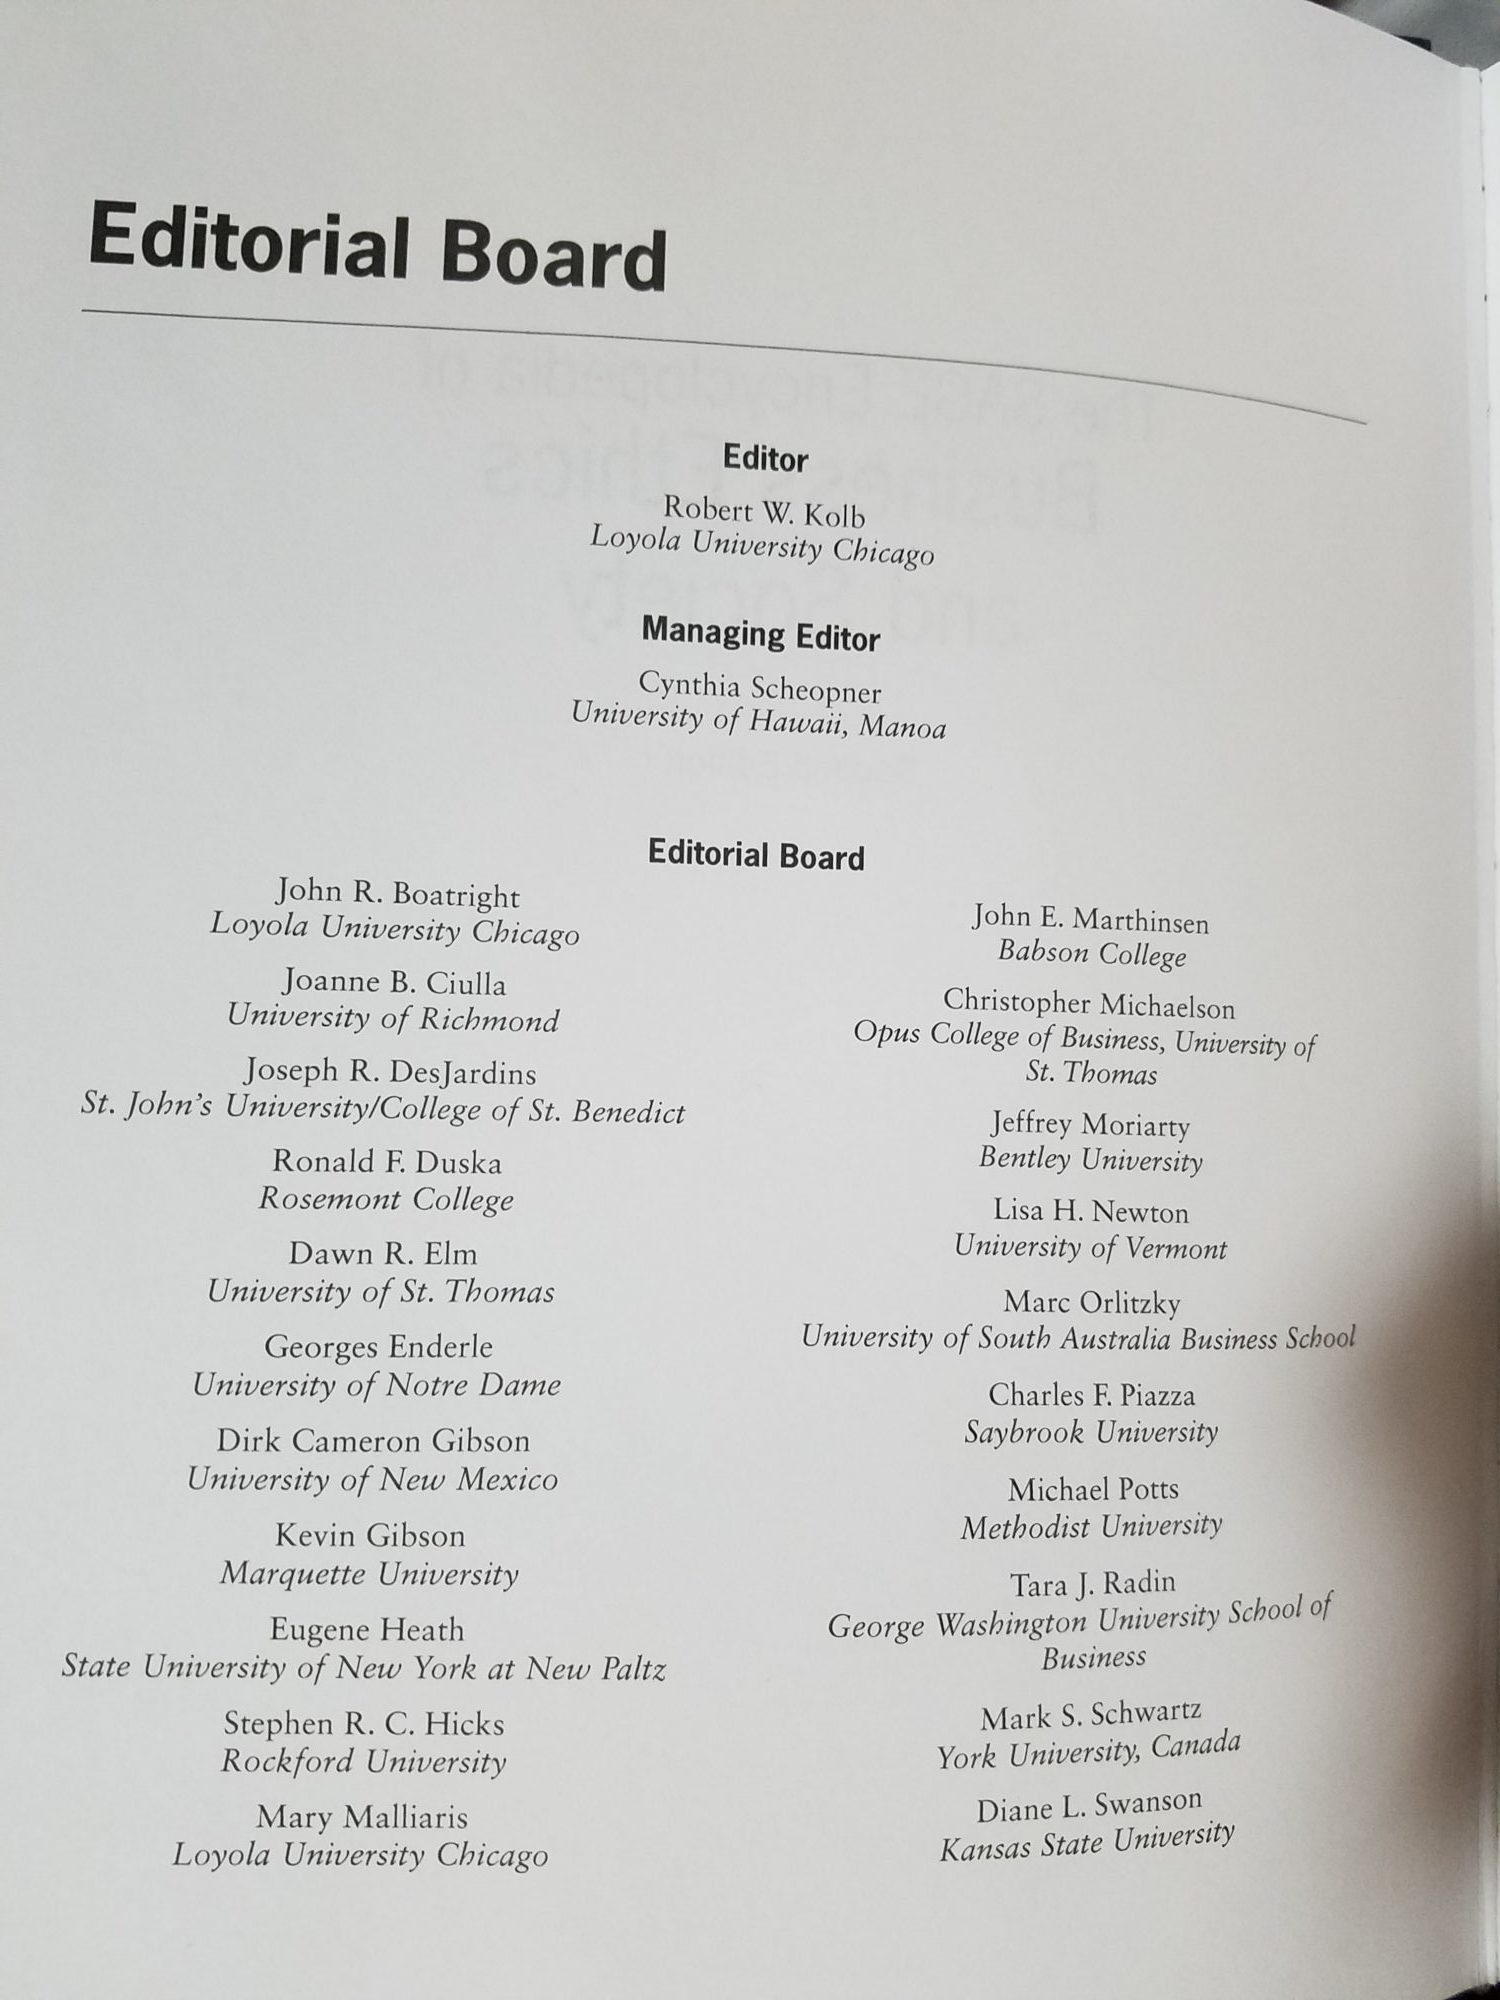 Editorial Board
Editor
Robert W. Kolb
Loyola University Chicago
Managing Editor
Cynthia Scheopner
University of Hawaii, Manoa
Editorial Board
John R. Boatright
Loyola University Chicago
Joanne B. Ciulla
University of Richmond
Joseph R. DesJardins
St. John's University/College of St. Benedict
Ronald F. Duska
Rosemont College
Dawn R. Elm
University of St. Thomas
Georges Enderle
University of Notre Dame
Dirk Cameron Gibson
University of New Mexico
Kevin Gibson
Marquette University
Eugene Heath
State University of New York at New Paltz
Stephen R. C. Hicks
Rockford University
Mary Malliaris
Loyola University Chicago
John E. Marthinsen
Babson College
Christopher Michaelson
Opus College of Business, University of
St. Thomas
Jeffrey Moriarty
Bentley University
Lisa H. Newton
University of Vermont
Marc Orlitzky
University of South Australia Business School
Charles F. Piazza
Saybrook University
Michael Potts
Methodist University
Tara J. Radin
George Washington University School of
Business
Mark S. Schwartz
York University, Canada
Diane L. Swanson
Kansas State University